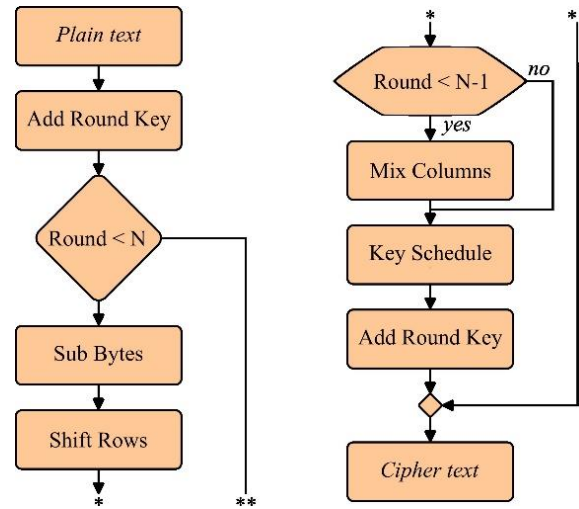 Plain text
Add Round Key
Round < N
Sub Bytes
Shift Rows
*
**
*
*
Round < N-1
no
yes
Mix Columns
Key Schedule
Add Round Key
Cipher text